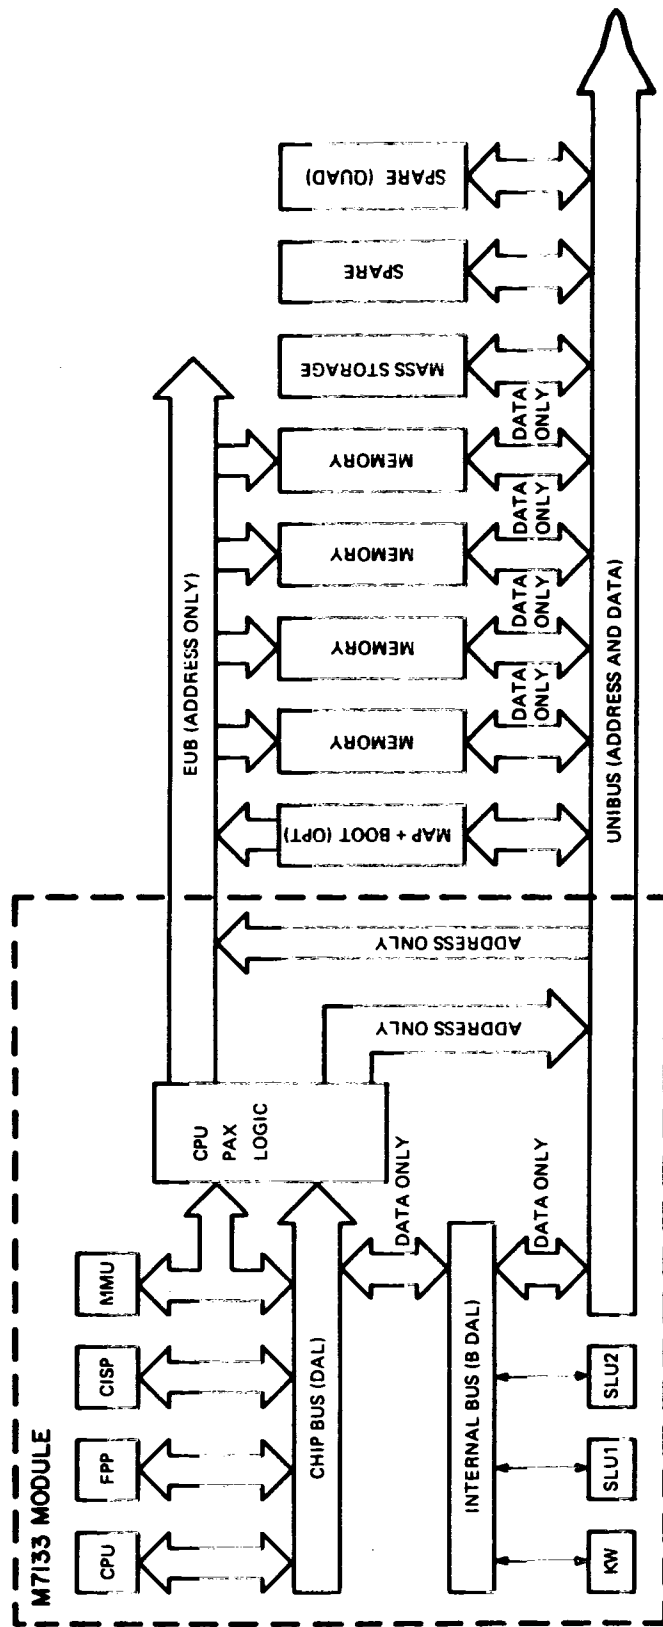 M7133 MODULE
CPU
FPP
CISP
MMU
CHIP BUS (DAL)
CPU
PAX
LOGIC
DATA ONLY
INTERNAL BUS (B DAL)
DATA ONLY
KW
SLU1
SLU2
ADDRESS ONLY
ADDRESS ONLY
EUB (ADDRESS ONLY)
MAP + BOOT (OPT)
MEMORY
MEMORY
MEMORY
MEMORY
MASS STORAGE
SPARE
SPARE (QUAD)
DATA
ONLY
DATA
ONLY
DATA
ONLY
DATA
ONLY
UNIBUS (ADDRESS AND DATA)